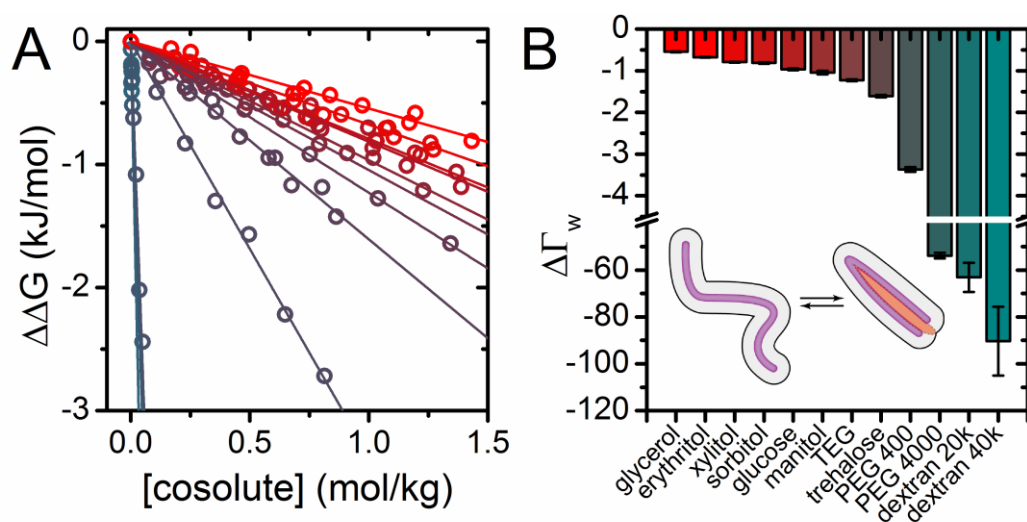 A
ΔΔG (kJ/mol)
0
-1
-2
-3
0.0 0.5 1.0 1.5
[cosolute] (mol/kg)
B
ΔΓw
0
-1
-2
-3
-4
-60
-80
-100
-120
glycerol
erythritol
xylitol
sorbitol
glucose
manitol
TEG
trehalose
PEG 400
PEG 4000
dextran 20k
dextran 40k